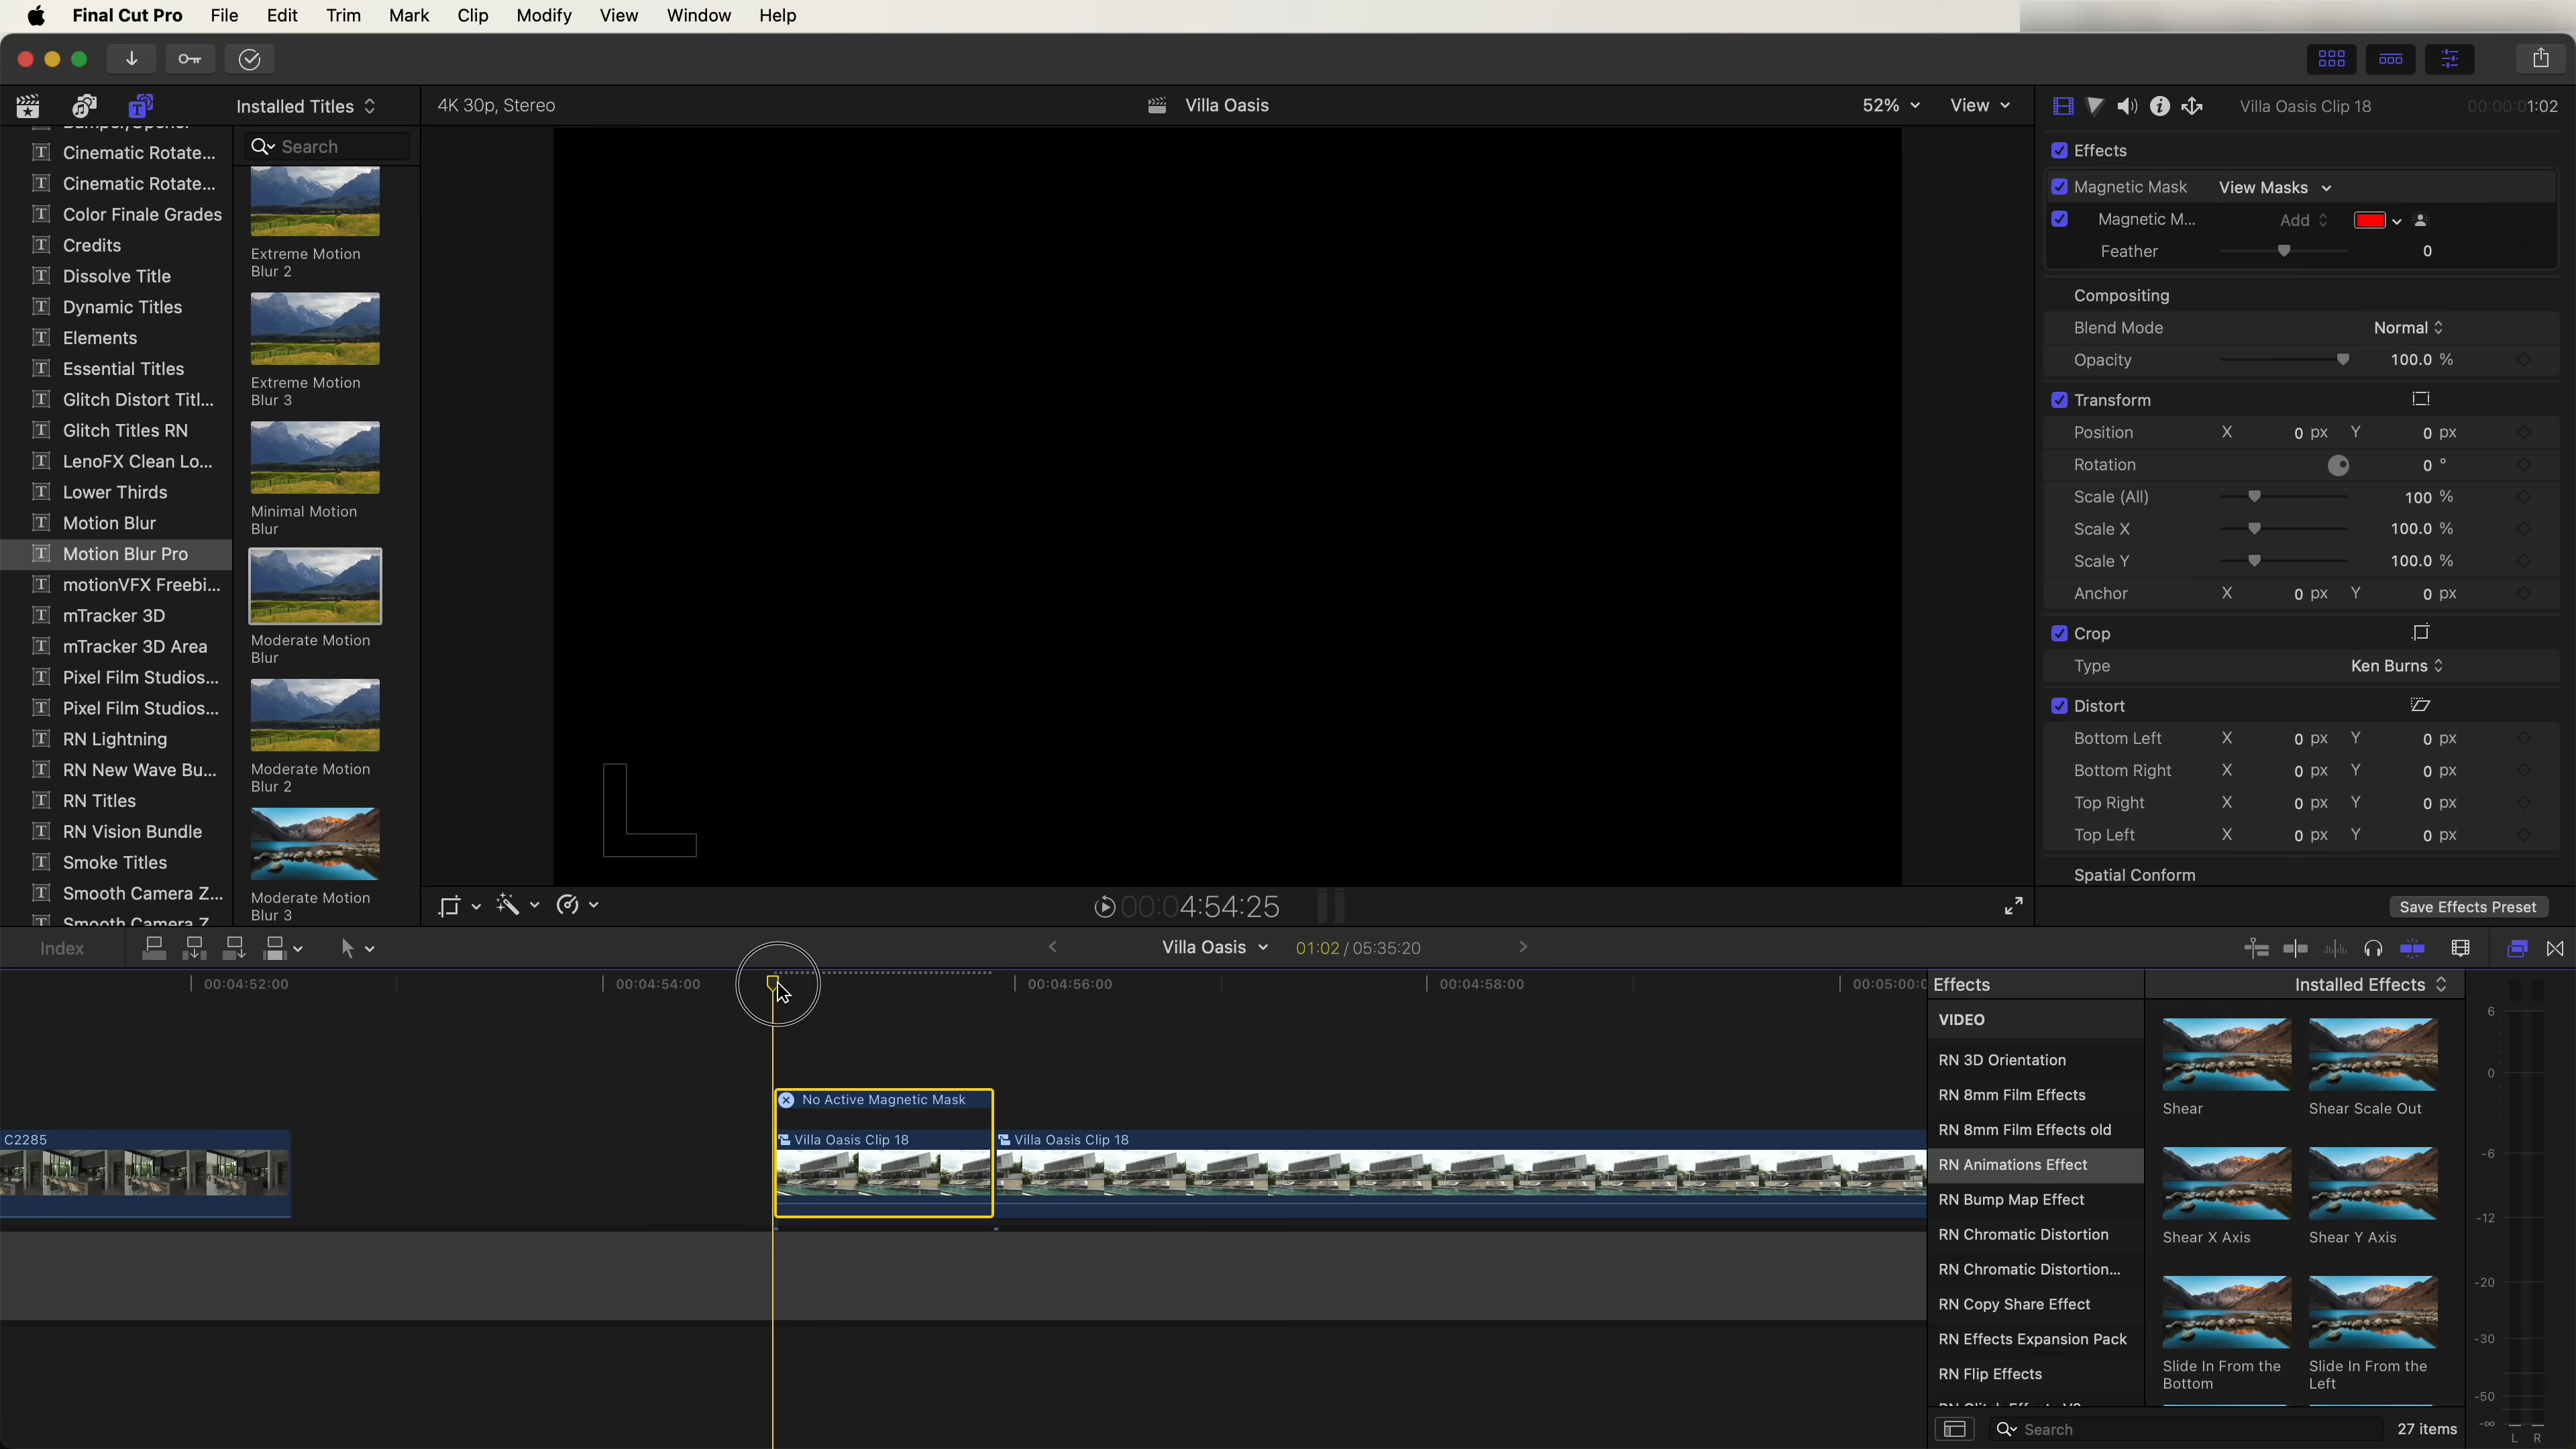 Final Cut Pro File Edit Trim Mark Clip Modify View Window Help
Installed Titles
4K 30p, Stereo
Villa Oasis
52%
View
Villa Oasis Clip 18
00:00:01:02
Cinematic Rotate...
Cinematic Rotate...
Color Finale Grades
Credits
Dissolve Title
Dynamic Titles
Elements
Essential Titles
Glitch Distort Titl...
Glitch Titles RN
LenoFX Clean Lo...
Lower Thirds
Motion Blur
Motion Blur Pro
motionVFX Freebi...
mTracker 3D
mTracker 3D Area
Pixel Film Studios...
Pixel Film Studios...
RN Lightning
RN New Wave Bu...
RN Titles
RN Vision Bundle
Smoke Titles
Smooth Camera Z...
Smooth Camera Z
Search
Extreme Motion
Blur 2
Extreme Motion
Blur 3
Minimal Motion
Blur
Moderate Motion
Blur
Moderate Motion
Blur 2
Moderate Motion
Blur 3
Effects
Magnetic Mask View Masks
Magnetic M... Add
Feather 0
Compositing
Blend Mode Normal
Opacity 100.0 %
Transform
Position X 0 px Y 0 px
Rotation 0 °
Scale (All) 100 %
Scale X 100.0 %
Scale Y 100.0 %
Anchor X 0 px Y 0 px
Crop
Type Ken Burns
Distort
Bottom Left X 0 px Y 0 px
Bottom Right X 0 px Y 0 px
Top Right X 0 px Y 0 px
Top Left X 0 px Y 0 px
Spatial Conform
Save Effects Preset
00:04:54:25
Index
Villa Oasis
01:02 / 05:35:20
00:04:52:00
00:04:54:00
00:04:56:00
00:04:58:00
00:05:00:0
No Active Magnetic Mask
C2285
Villa Oasis Clip 18
Villa Oasis Clip 18
Effects
Installed Effects
VIDEO
RN 3D Orientation
RN 8mm Film Effects
RN 8mm Film Effects old
RN Animations Effect
RN Bump Map Effect
RN Chromatic Distortion
RN Chromatic Distortion...
RN Copy Share Effect
RN Effects Expansion Pack
RN Flip Effects
Shear
Shear Scale Out
Shear X Axis
Shear Y Axis
Slide In From the
Bottom
Slide In From the
Left
Search
27 items
6
0
-6
-12
-20
-30
-50
-∞
L R